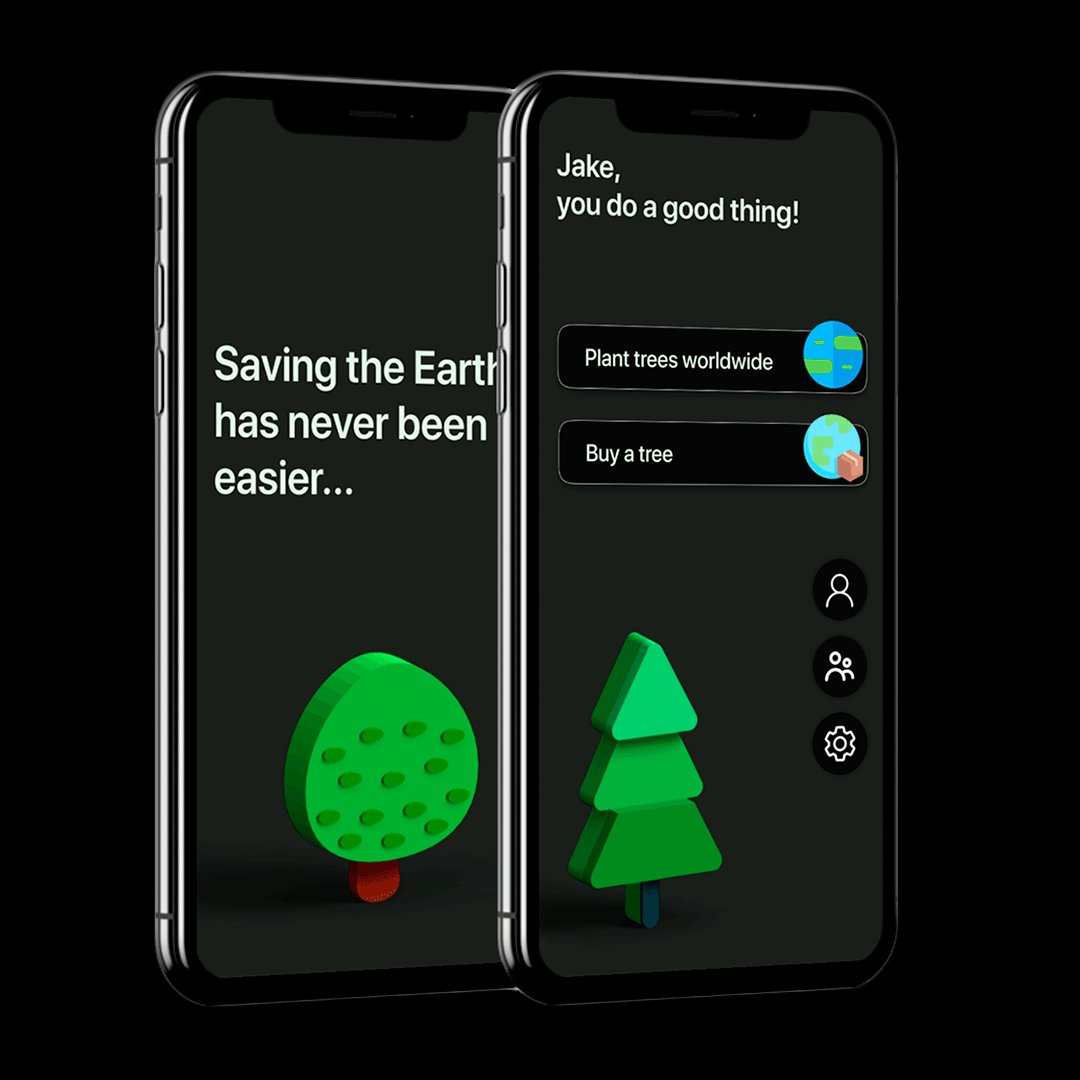 Saving the Earth
has never been
easier...
Jake,
you do a good thing!
Plant trees worldwide
Buy a tree